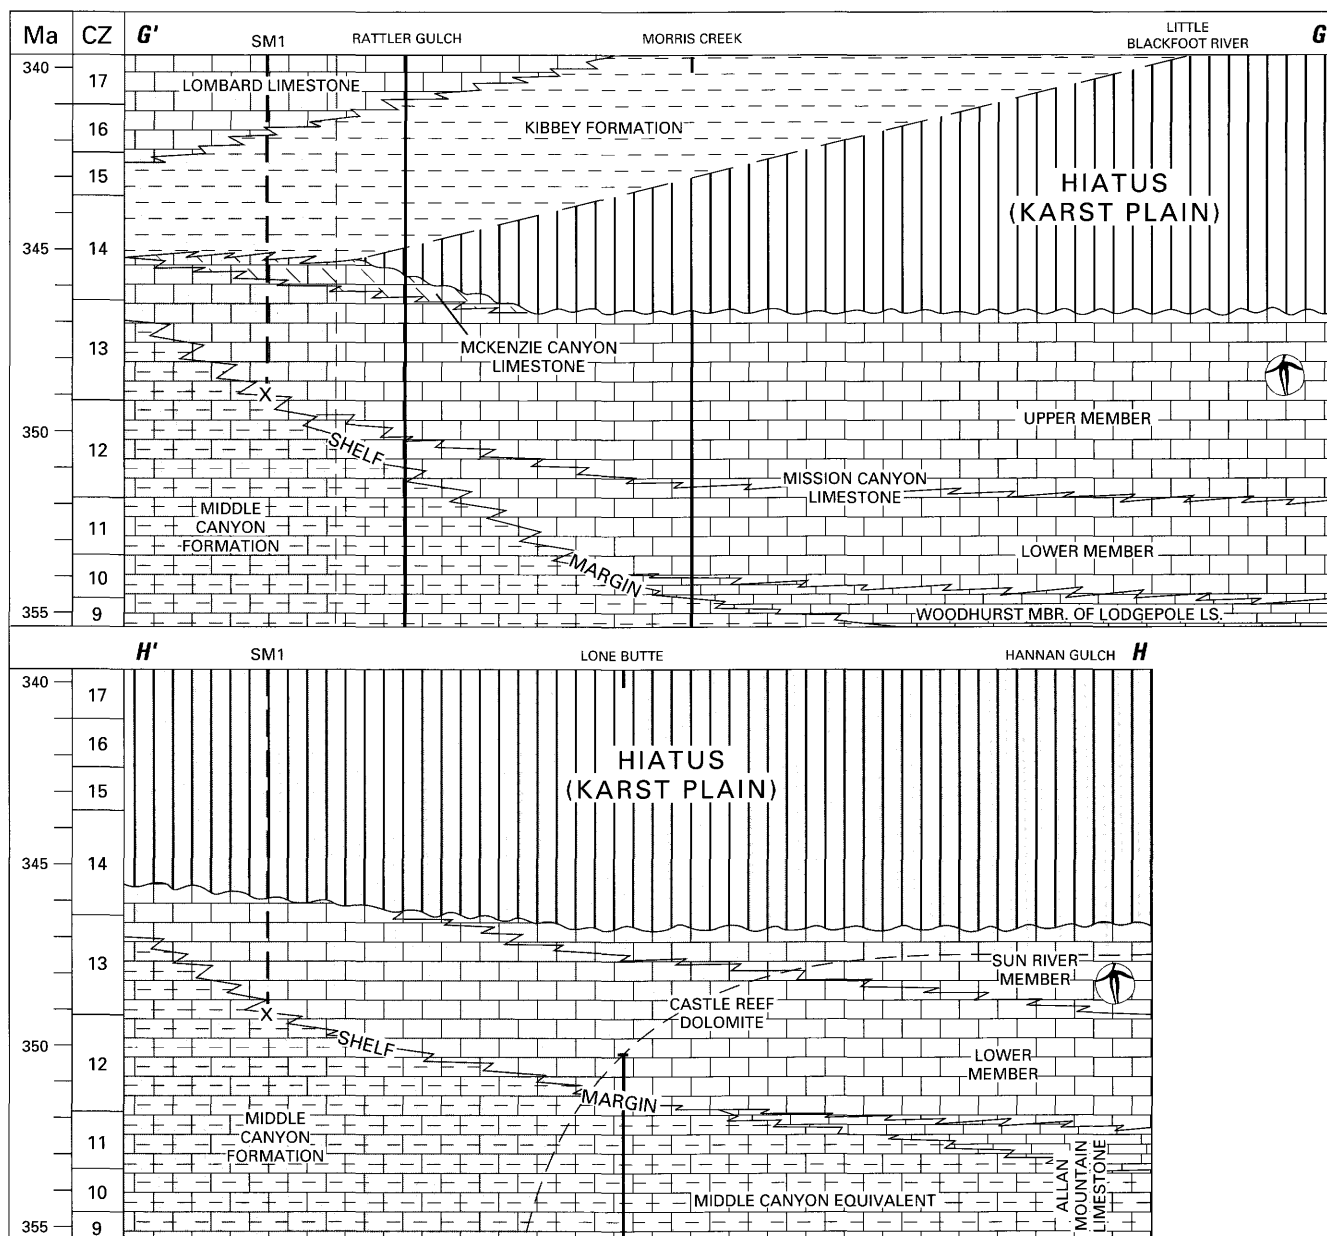 Ma CZ G' SM1 RATTLER GULCH MORRIS CREEK LITTLE
BLACKFOOT RIVER G
340
17
LOMBARD LIMESTONE
16
KIBBEY FORMATION
15
HIATUS
(KARST PLAIN)
345
14
13
MCKENZIE CANYON
LIMESTONE
X
350
12
SHELF
UPPER MEMBER
MISSION CANYON
LIMESTONE
MIDDLE
CANYON
FORMATION
11
LOWER MEMBER
10
MARGIN
355
9
WOODHURST MBR. OF LODGEPOLE LS.
H' SM1 LONE BUTTE HANNAN GULCH H
340
17
16
HIATUS
(KARST PLAIN)
15
345
14
13
SUN RIVER
MEMBER
CASTLE REEF
DOLOMITE
X
350
12
SHELF
LOWER
MEMBER
MARGIN
MIDDLE
CANYON
FORMATION
11
ALLAN
MOUNTAIN
LIMESTONE
10
MIDDLE CANYON EQUIVALENT
355
9